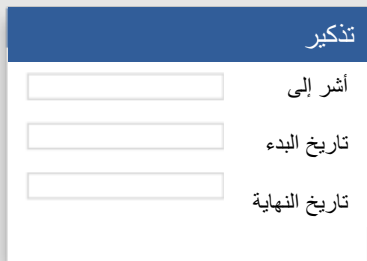 تذكير
أشر إلى
تاريخ البدء
تاريخ النهاية